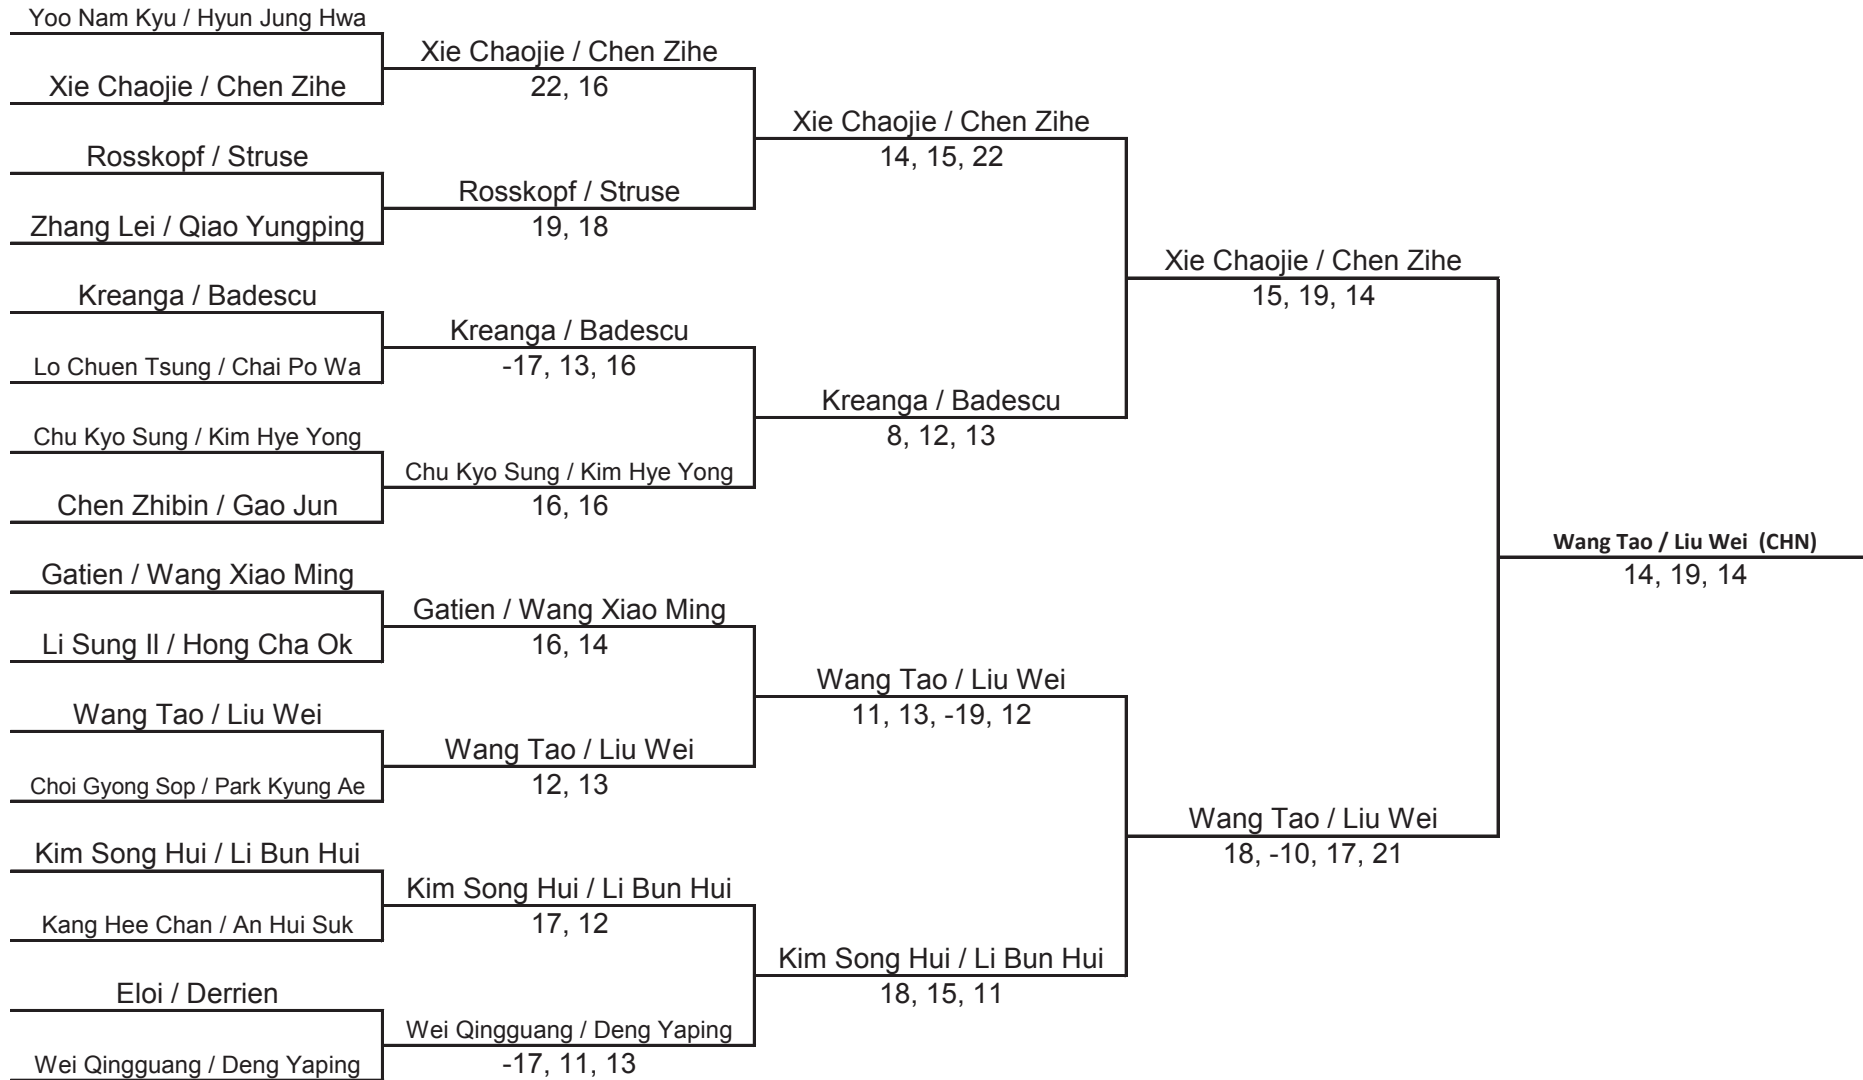 Yoo Nam Kyu / Hyun Jung Hwa
Xie Chaojie / Chen Zihe
Rosskopf / Struse
Zhang Lei / Qiao Yungping
Kreanga / Badescu
Lo Chuen Tsung / Chai Po Wa
Chu Kyo Sung / Kim Hye Yong
Chen Zhibin / Gao Jun
Gatien / Wang Xiao Ming
Li Sung Il / Hong Cha Ok
Wang Tao / Liu Wei
Choi Gyong Sop / Park Kyung Ae
Kim Song Hui / Li Bun Hui
Kang Hee Chan / An Hui Suk
Eloi / Derrien
Wei Qingguang / Deng Yaping
Xie Chaojie / Chen Zihe
22, 16
Rosskopf / Struse
19, 18
Kreanga / Badescu
-17, 13, 16
Chu Kyo Sung / Kim Hye Yong
16, 16
Gatien / Wang Xiao Ming
16, 14
Wang Tao / Liu Wei
12, 13
Kim Song Hui / Li Bun Hui
17, 12
Wei Qingguang / Deng Yaping
-17, 11, 13
Xie Chaojie / Chen Zihe
14, 15, 22
Kreanga / Badescu
8, 12, 13
Wang Tao / Liu Wei
11, 13, -19, 12
Kim Song Hui / Li Bun Hui
18, 15, 11
Xie Chaojie / Chen Zihe
15, 19, 14
Wang Tao / Liu Wei
18, -10, 17, 21
Wang Tao / Liu Wei (CHN)
14, 19, 14